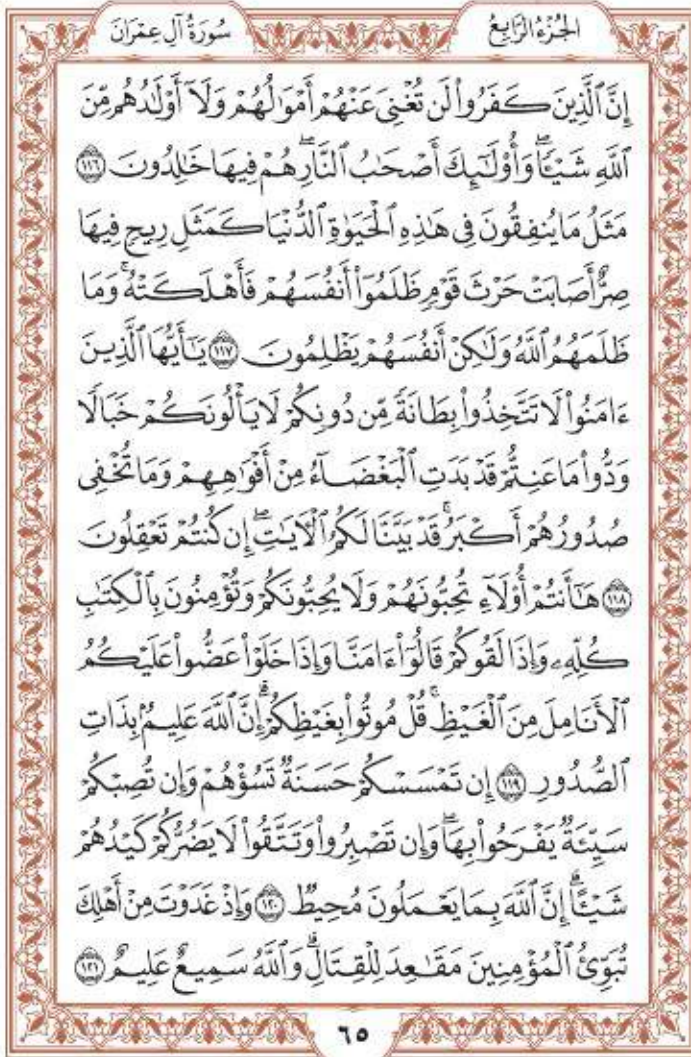 سُورَةُ آلِ عِمْرَانَ
الجُزْءُ الرَّابِعُ
إِنَّ ٱلَّذِينَ كَفَرُواْ لَن تُغْنِيَ عَنْهُمْ أَمْوَٰلُهُمْ وَلَآ أَوْلَٰدُهُم مِّنَ
ٱللَّهِ شَيْـًٔاۖ وَأُوْلَٰٓئِكَ أَصْحَٰبُ ٱلنَّارِۖ هُمْ فِيهَا خَٰلِدُونَ ١١٦
مَثَلُ مَا يُنفِقُونَ فِي هَٰذِهِ ٱلْحَيَوٰةِ ٱلدُّنْيَا كَمَثَلِ رِيحٍ فِيهَا
صِرٌّ أَصَابَتْ حَرْثَ قَوْمٍ ظَلَمُوٓاْ أَنفُسَهُمْ فَأَهْلَكَتْهُۚ وَمَا
ظَلَمَهُمُ ٱللَّهُ وَلَٰكِنْ أَنفُسَهُمْ يَظْلِمُونَ ١١٧ يَٰٓأَيُّهَا ٱلَّذِينَ
ءَامَنُواْ لَا تَتَّخِذُواْ بِطَانَةً مِّن دُونِكُمْ لَا يَأْلُونَكُمْ خَبَالًا
وَدُّواْ مَا عَنِتُّمْ قَدْ بَدَتِ ٱلْبَغْضَآءُ مِنْ أَفْوَٰهِهِمْ وَمَا تُخْفِي
صُدُورُهُمْ أَكْبَرُۚ قَدْ بَيَّنَّا لَكُمُ ٱلْءَايَٰتِۖ إِن كُنتُمْ تَعْقِلُونَ
١١٨ هَٰٓأَنتُمْ أُوْلَآءِ تُحِبُّونَهُمْ وَلَا يُحِبُّونَكُمْ وَتُؤْمِنُونَ بِٱلْكِتَٰبِ
كُلِّهِۦ وَإِذَا لَقُوكُمْ قَالُوٓاْ ءَامَنَّا وَإِذَا خَلَوْاْ عَضُّواْ عَلَيْكُمُ
ٱلْأَنَامِلَ مِنَ ٱلْغَيْظِۚ قُلْ مُوتُواْ بِغَيْظِكُمْۗ إِنَّ ٱللَّهَ عَلِيمٌۢ بِذَاتِ
ٱلصُّدُورِ ١١٩ إِن تَمْسَسْكُمْ حَسَنَةٌ تَسُؤْهُمْ وَإِن تُصِبْكُمْ
سَيِّئَةٌ يَفْرَحُواْ بِهَاۖ وَإِن تَصْبِرُواْ وَتَتَّقُواْ لَا يَضُرُّكُمْ كَيْدُهُمْ
شَيْـًٔاۗ إِنَّ ٱللَّهَ بِمَا يَعْمَلُونَ مُحِيطٌ ١٢٠ وَإِذْ غَدَوْتَ مِنْ أَهْلِكَ
تُبَوِّئُ ٱلْمُؤْمِنِينَ مَقَٰعِدَ لِلْقِتَالِۗ وَٱللَّهُ سَمِيعٌ عَلِيمٌ ١٢١
٦٥